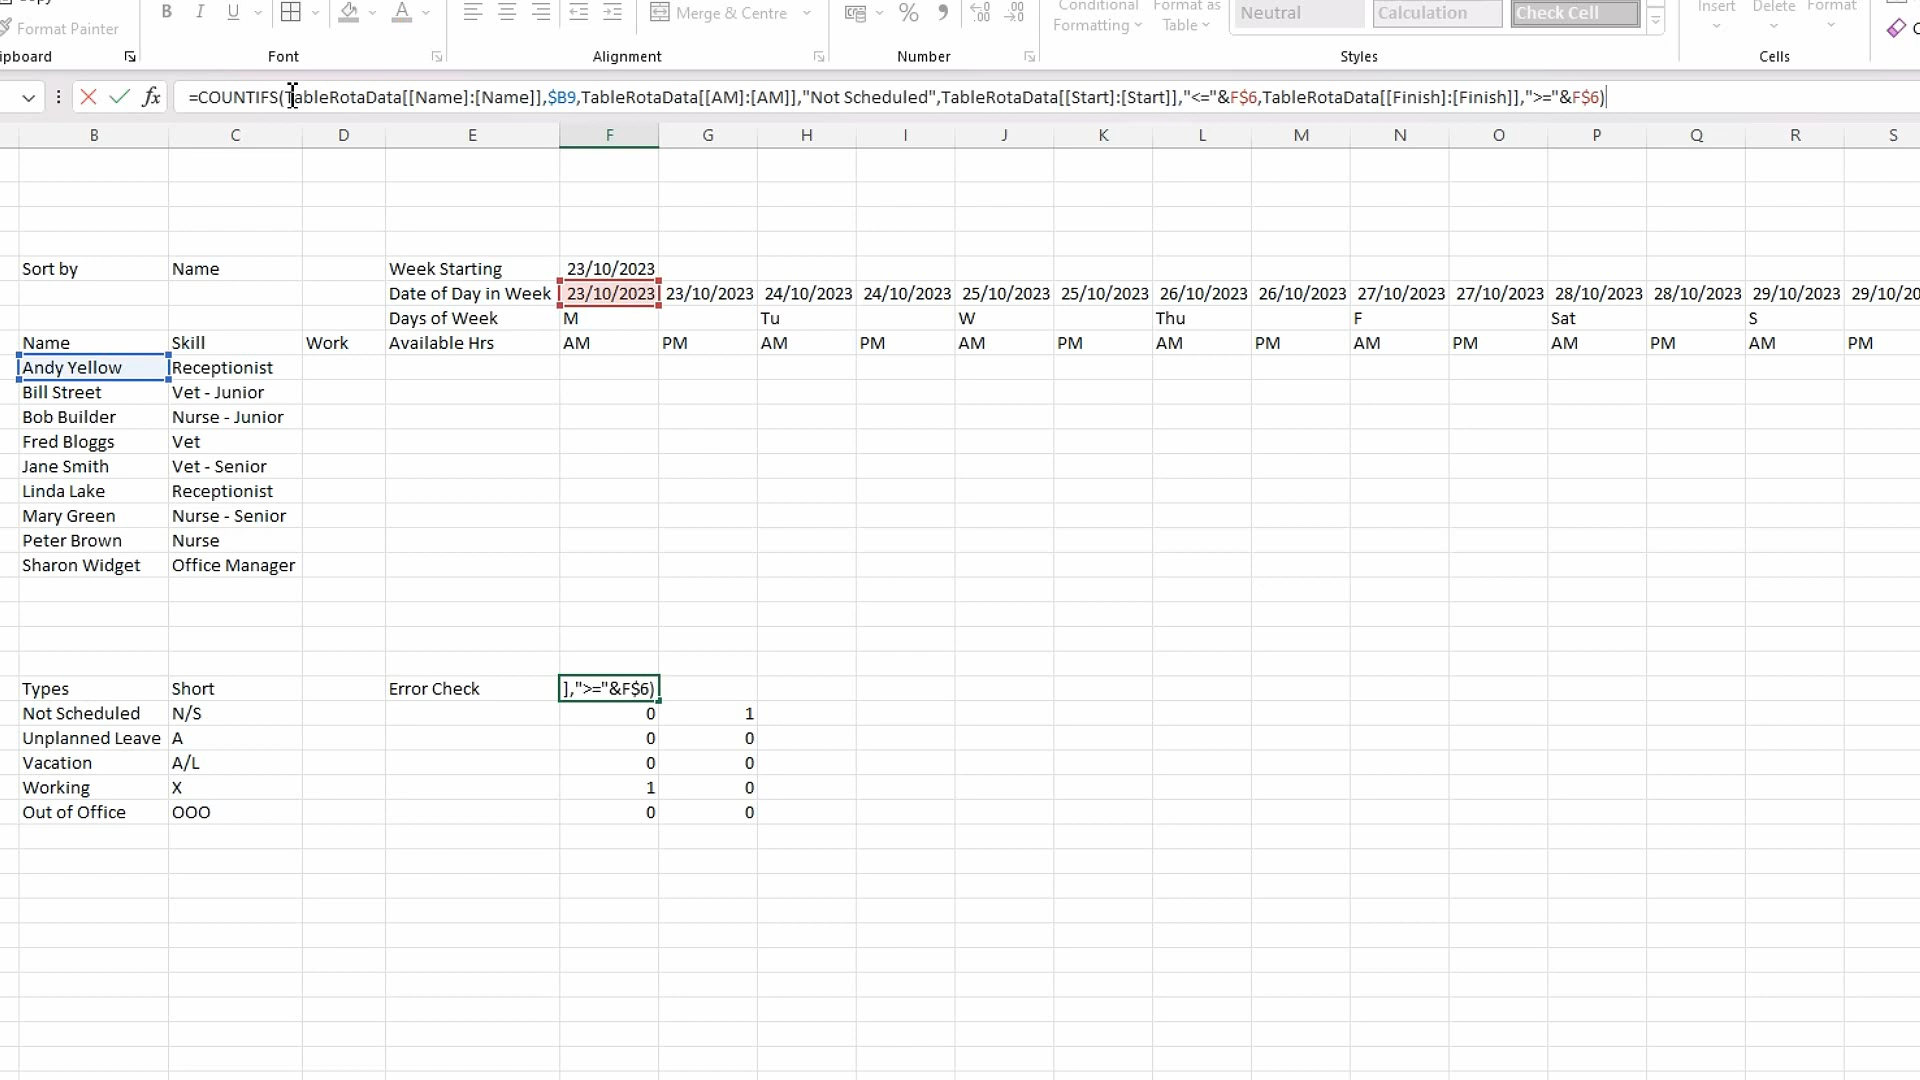 B I U A Merge & Centre % Conditional Format as Neutral Calculation Check Cell Insert Delete Format
Format Painter Formatting Table
Font Alignment Number Styles Cells
fx =COUNTIFS(TableRotaData[[Name]:[Name]],$B9,TableRotaData[[AM]:[AM]],"Not Scheduled",TableRotaData[[Start]:[Start]],"<="&F$6,TableRotaData[[Finish]:[Finish]],">="&F$6)
B C D E F G H I J K L M N O P Q R S
Sort by Name Week Starting 23/10/2023
Date of Day in Week 23/10/2023 23/10/2023 24/10/2023 24/10/2023 25/10/2023 25/10/2023 26/10/2023 26/10/2023 27/10/2023 27/10/2023 28/10/2023 28/10/2023 29/10/2023 29/10/20
Days of Week M Tu W Thu F Sat S
Name Skill Work Available Hrs AM PM AM PM AM PM AM PM AM PM AM PM AM PM
Andy Yellow Receptionist
Bill Street Vet - Junior
Bob Builder Nurse - Junior
Fred Bloggs Vet
Jane Smith Vet - Senior
Linda Lake Receptionist
Mary Green Nurse - Senior
Peter Brown Nurse
Sharon Widget Office Manager
Types Short Error Check ],">="&F$6)
Not Scheduled N/S 0 1
Unplanned Leave A 0 0
Vacation A/L 0 0
Working X 1 0
Out of Office OOO 0 0